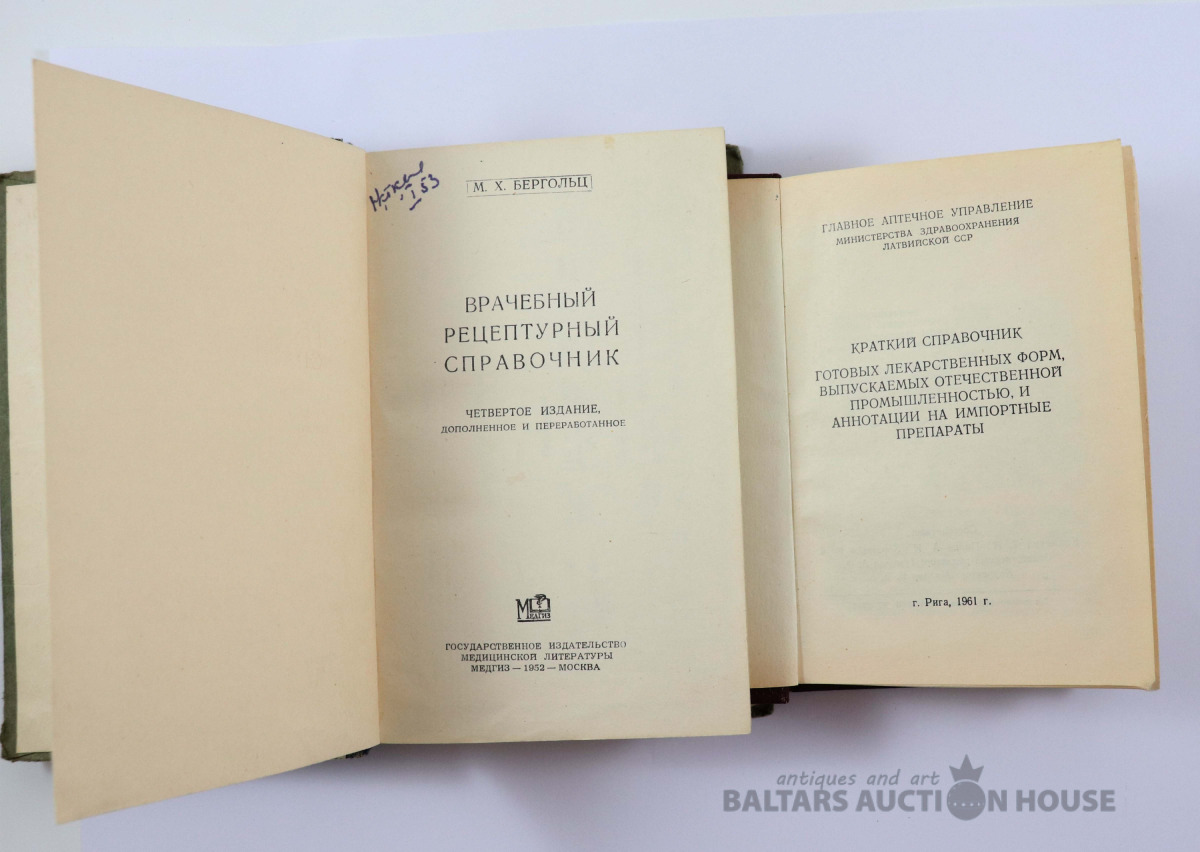 М. Х. БЕРГОЛЬЦ
ВРАЧЕБНЫЙ
РЕЦЕПТУРНЫЙ
СПРАВОЧНИК
ЧЕТВЕРТОЕ ИЗДАНИЕ,
ДОПОЛНЕННОЕ И ПЕРЕРАБОТАННОЕ
МЕДГИЗ
ГОСУДАРСТВЕННОЕ ИЗДАТЕЛЬСТВО
МЕДИЦИНСКОЙ ЛИТЕРАТУРЫ
МЕДГИЗ — 1952 — МОСКВА
ГЛАВНОЕ АПТЕЧНОЕ УПРАВЛЕНИЕ
МИНИСТЕРСТВА ЗДРАВООХРАНЕНИЯ
ЛАТВИЙСКОЙ ССР
КРАТКИЙ СПРАВОЧНИК
ГОТОВЫХ ЛЕКАРСТВЕННЫХ ФОРМ,
ВЫПУСКАЕМЫХ ОТЕЧЕСТВЕННОЙ
ПРОМЫШЛЕННОСТЬЮ, И
АННОТАЦИИ НА ИМПОРТНЫЕ
ПРЕПАРАТЫ
г. Рига, 1961 г.
antiques and art
BALTARS AUCTION HOUSE